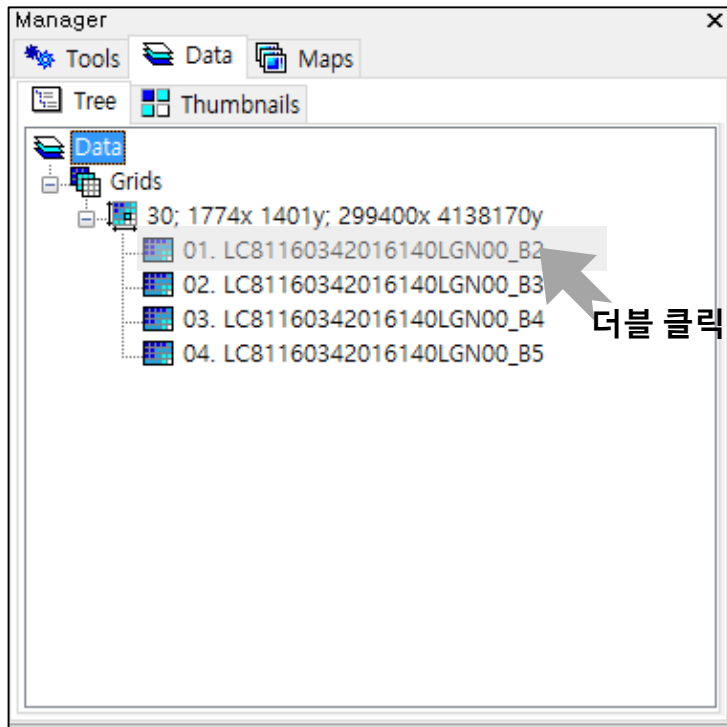 Manager
Tools Data Maps
Tree Thumbnails
Data
Grids
30; 1774x 1401y; 299400x 4138170y
01. LC81160342016140LGN00_B2
02. LC81160342016140LGN00_B3
03. LC81160342016140LGN00_B4
더블 클릭
04. LC81160342016140LGN00_B5